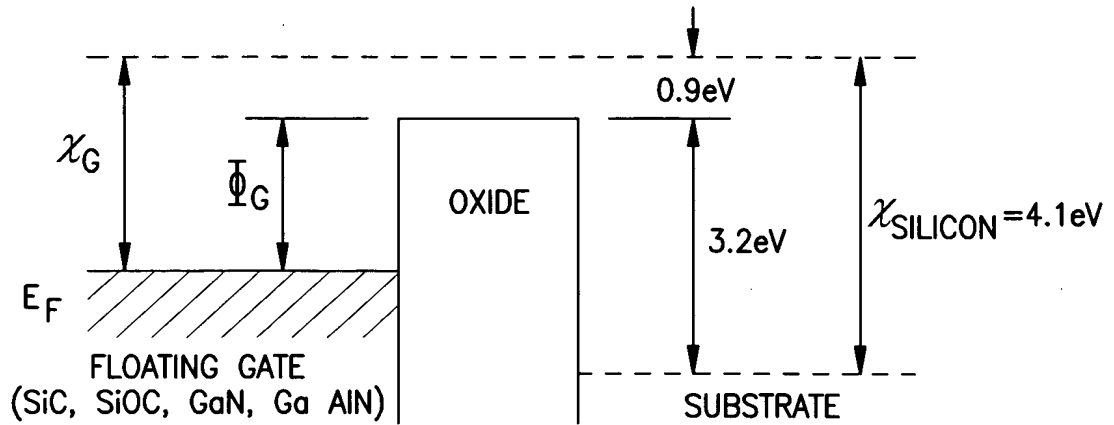 0.9eV
χG
ΦG
OXIDE
3.2eV
χSILICON=4.1eV
EF
FLOATING GATE
(SiC, SiOC, GaN, Ga AlN)
SUBSTRATE